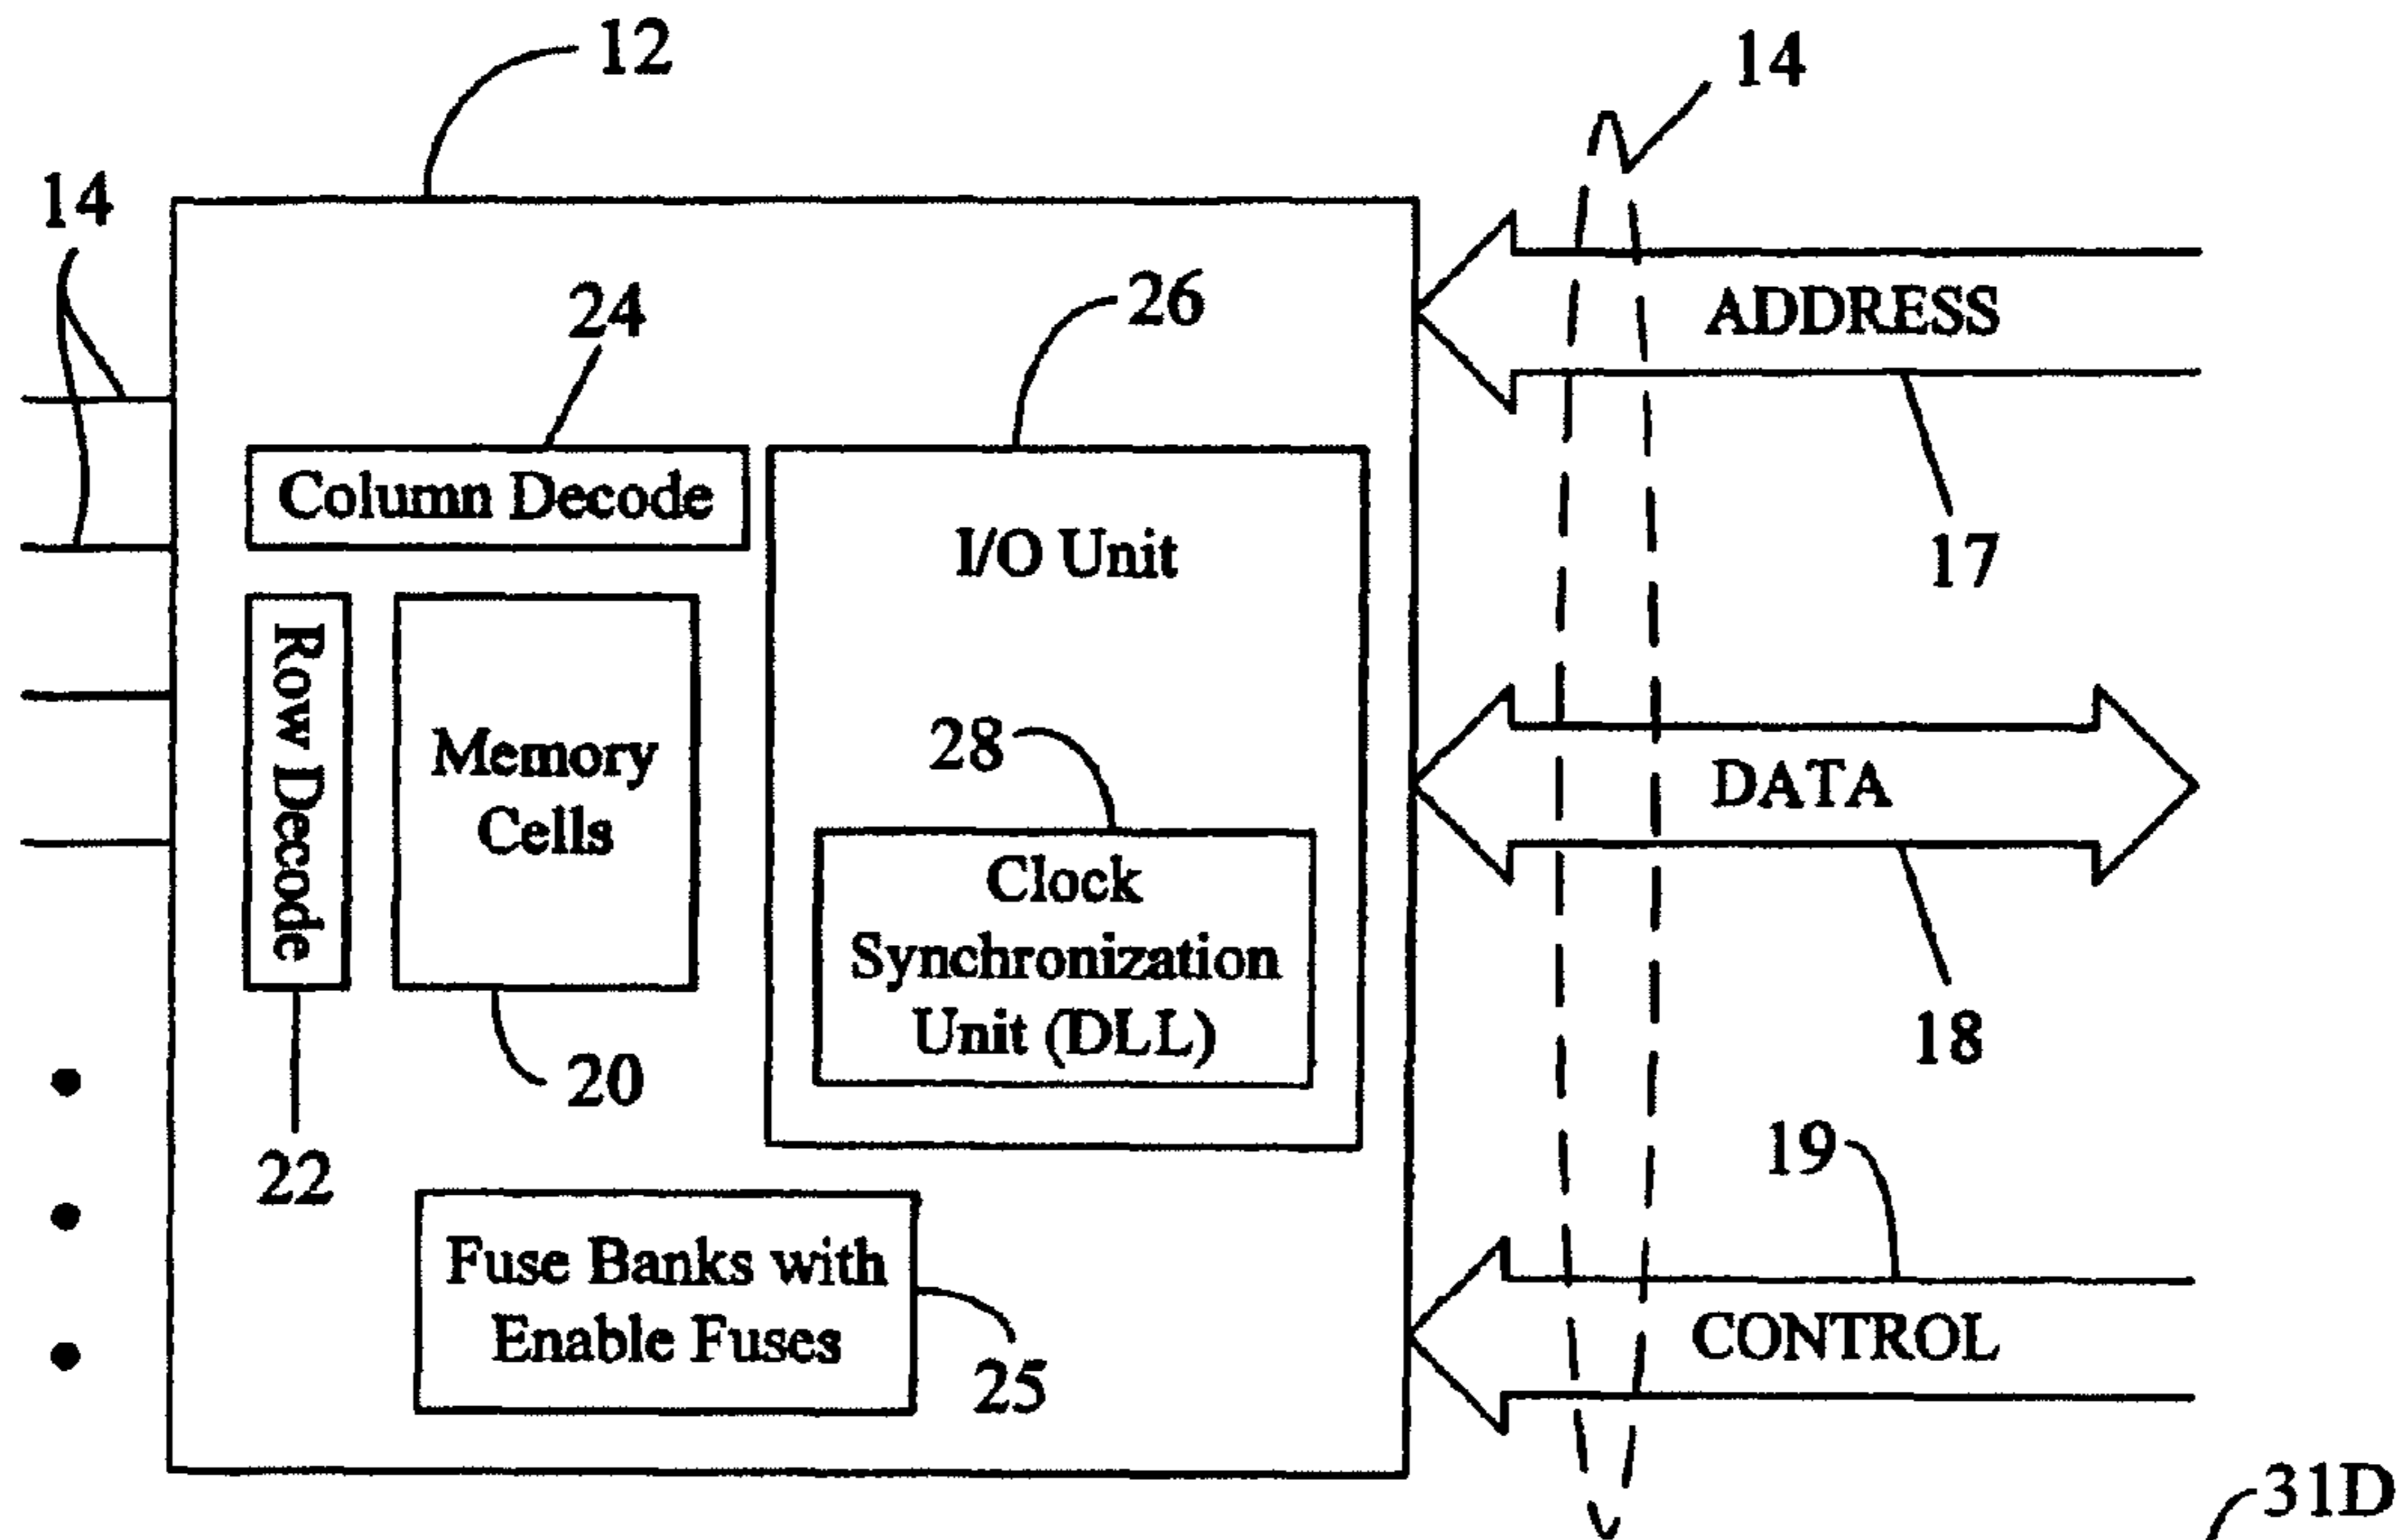 12
14
14
ADDRESS
24
26
17
Column Decode
I/O Unit
Row Decode
Memory
Cells
28
DATA
Clock
Synchronization
Unit (DLL)
18
20
22
19
Fuse Banks with
Enable Fuses
25
CONTROL
31D